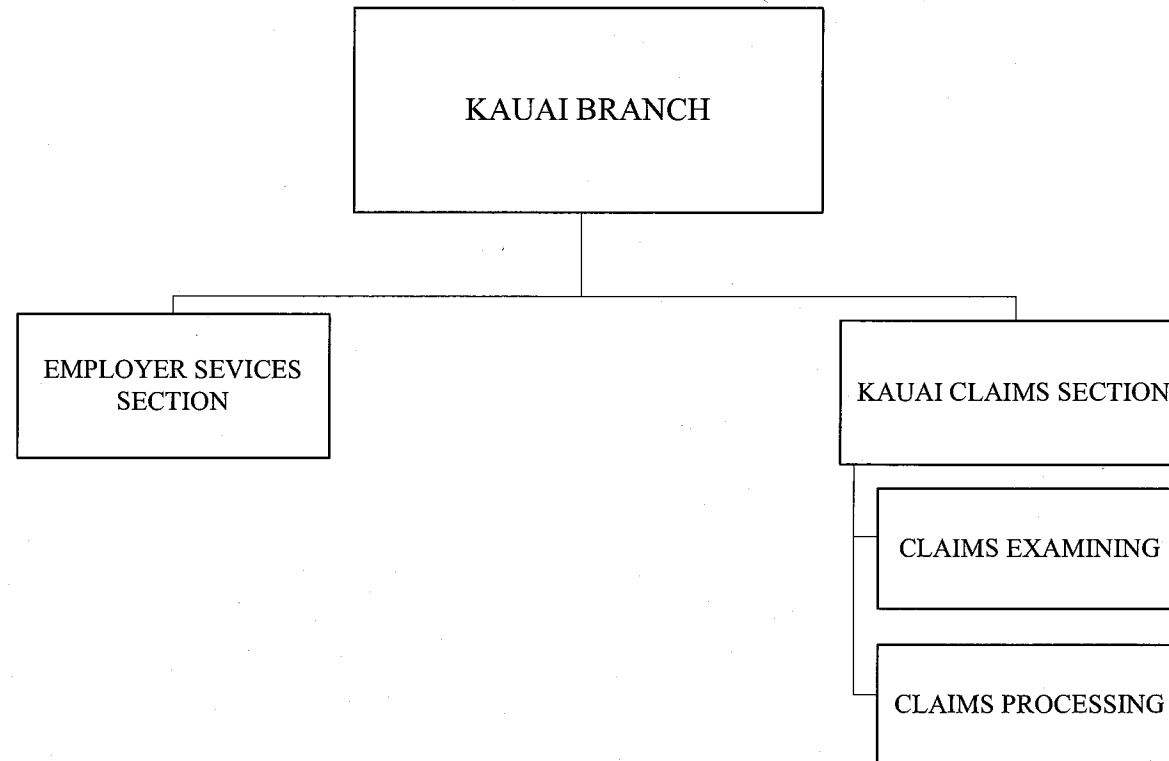 KAUAI BRANCH
EMPLOYER SEVICES
SECTION
KAUAI CLAIMS SECTION
CLAIMS EXAMINING
CLAIMS PROCESSING